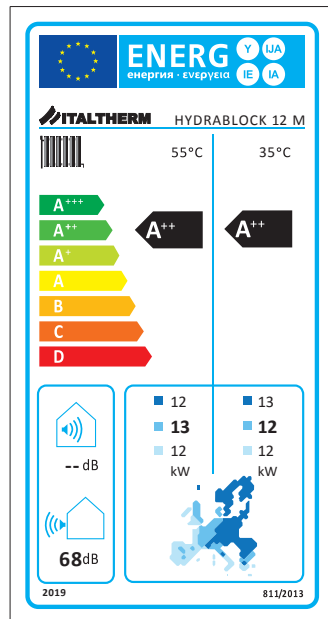 ENERG Y IJA
енергия · ενεργεια IE IA
ITALTHERM HYDRABLOCK 12 M
55°C 35°C
A+++
A++ A++ A++
A+
A
B
C
D
12 13
13 12
12 12
kW kW
-- dB
68dB
2019 811/2013